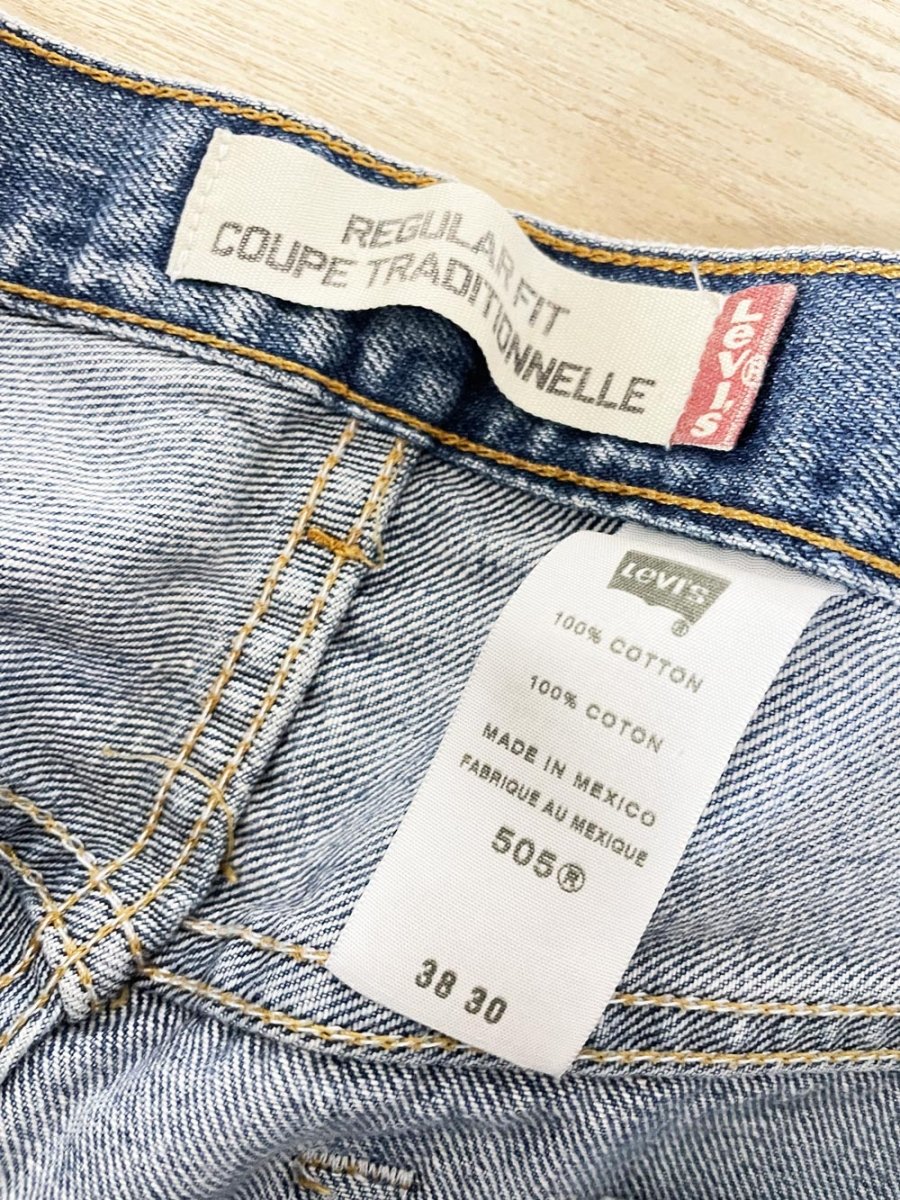 REGULAR FIT
COUPE TRADITIONNELLE
Levi's®
Levi's®
100% COTTON
100% COTON
MADE IN MEXICO
FABRIQUE AU MEXIQUE
505®
38 30